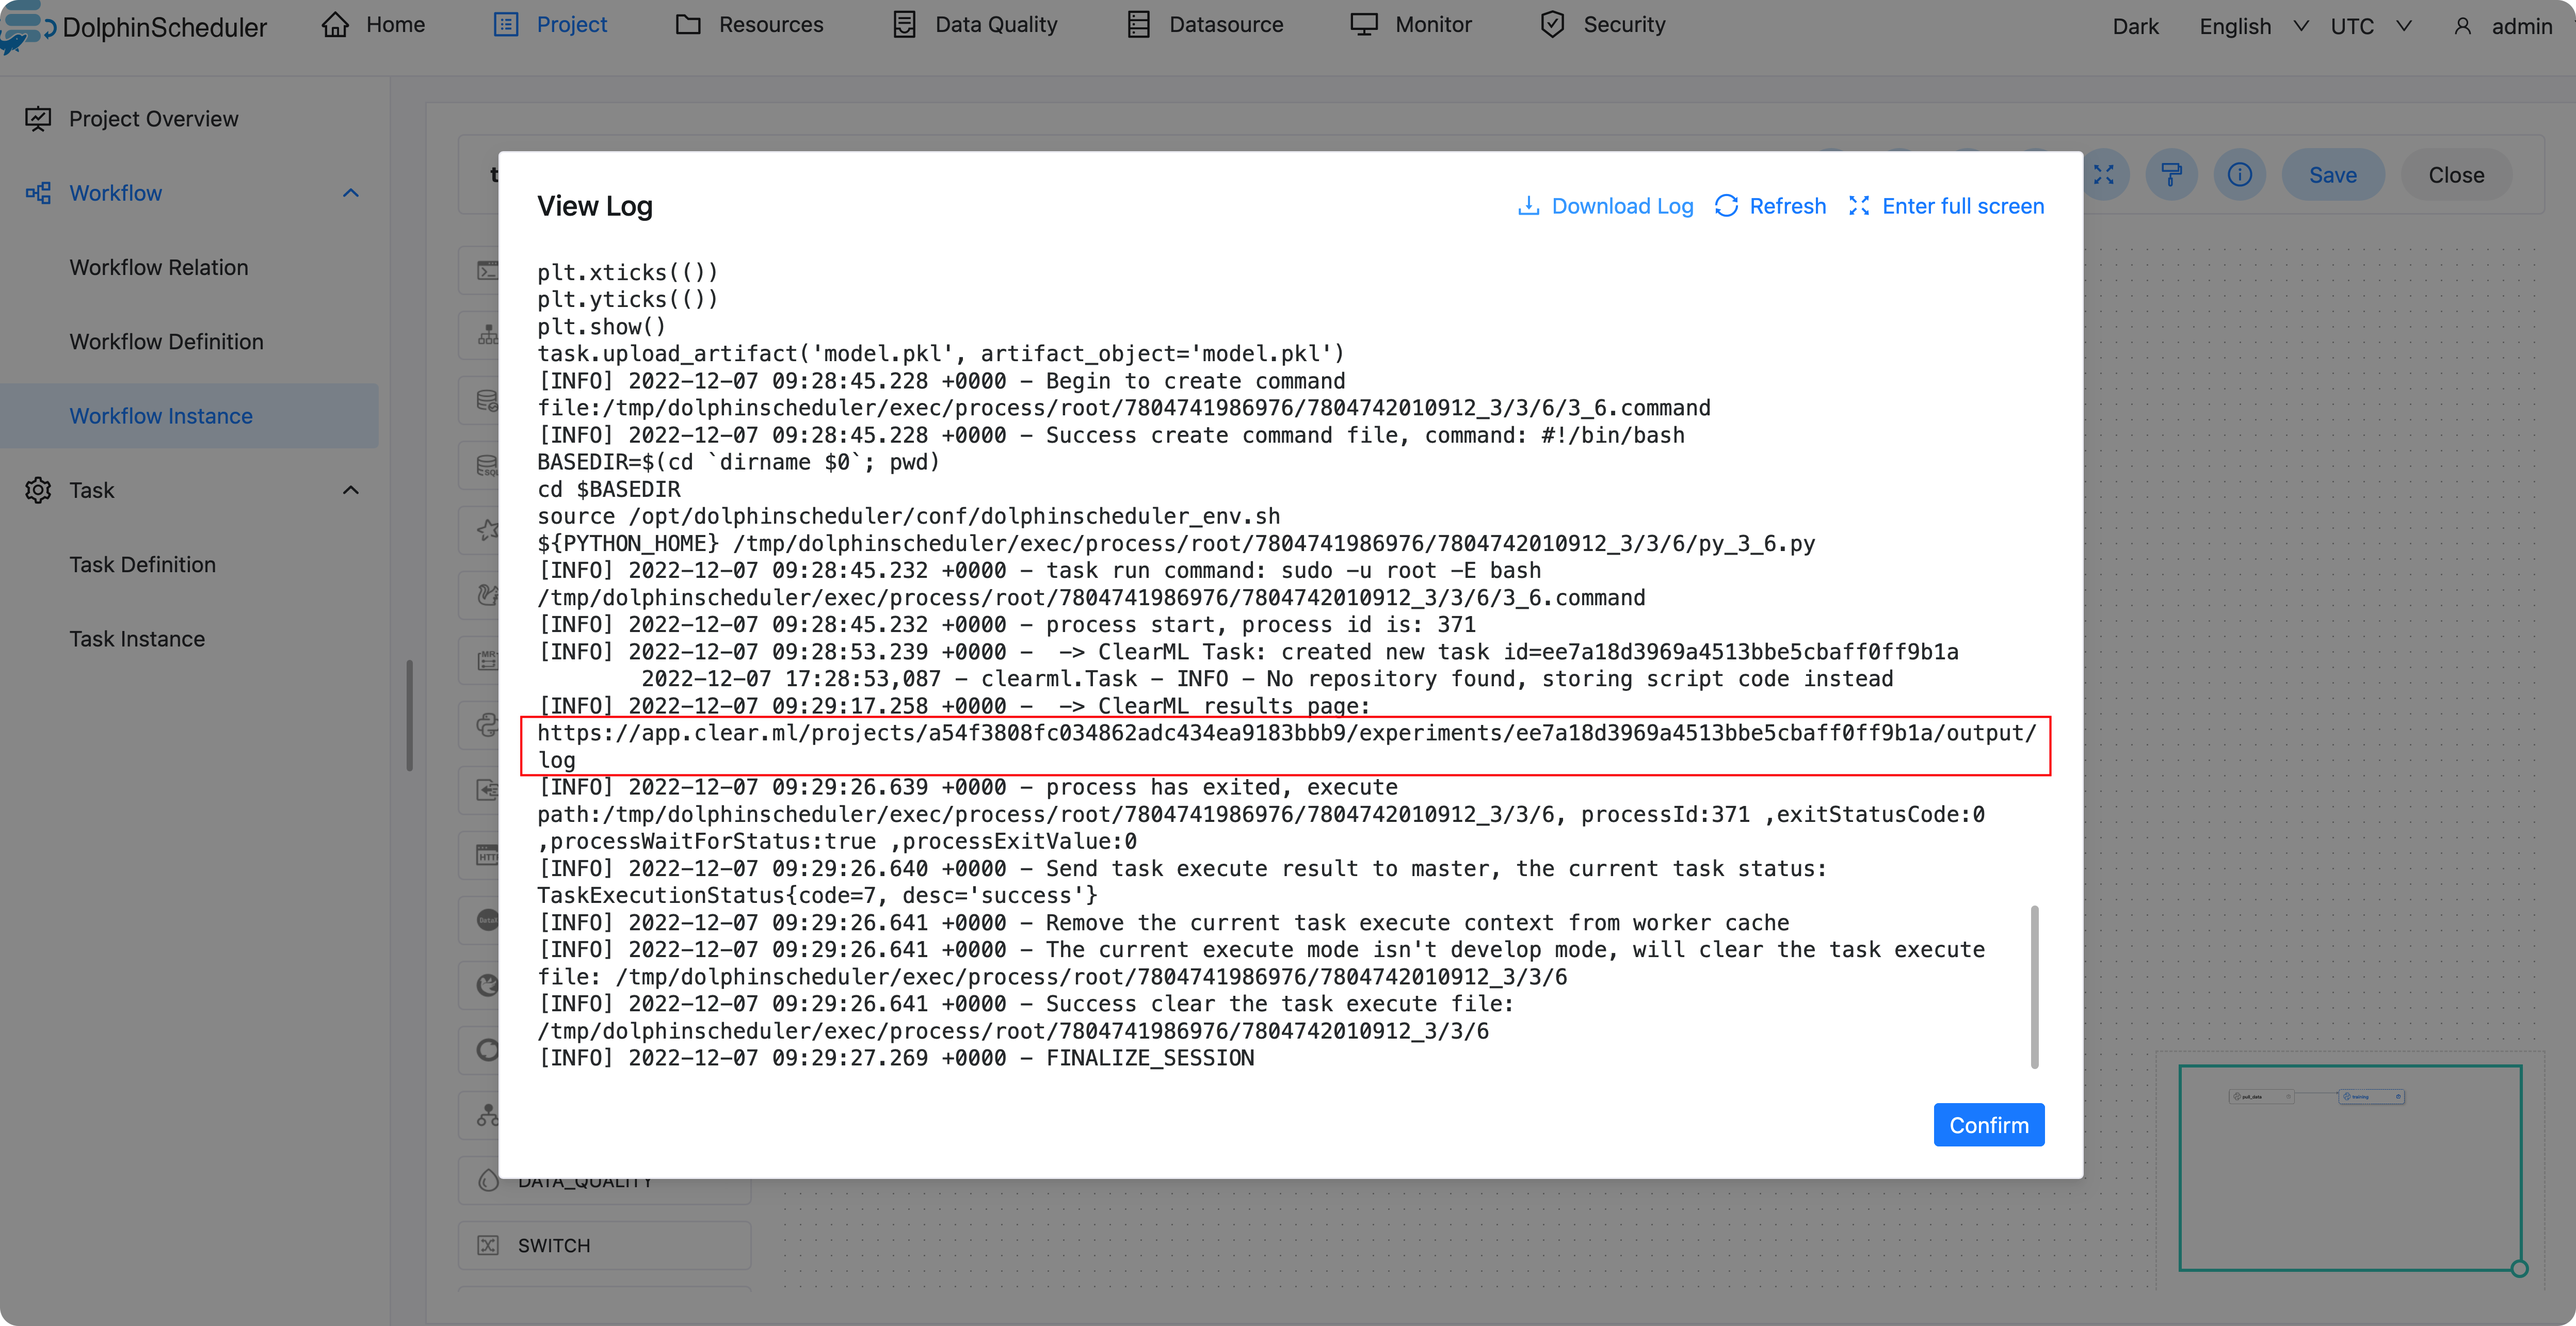 DolphinScheduler
Home
Project
Resources
Data Quality
Datasource
Monitor
Security
Dark
English
UTC
admin
Project Overview
Workflow
Workflow Relation
Workflow Definition
Workflow Instance
Task
Task Definition
Task Instance
Save
Close
View Log
Download Log
Refresh
Enter full screen
plt.xticks(())
plt.yticks(())
plt.show()
task.upload_artifact('model.pkl', artifact_object='model.pkl')
[INFO] 2022-12-07 09:28:45.228 +0000 - Begin to create command
file:/tmp/dolphinscheduler/exec/process/root/7804741986976/7804742010912_3/3/6/3_6.command
[INFO] 2022-12-07 09:28:45.228 +0000 - Success create command file, command: #!/bin/bash
BASEDIR=$(cd `dirname $0`; pwd)
cd $BASEDIR
source /opt/dolphinscheduler/conf/dolphinscheduler_env.sh
${PYTHON_HOME} /tmp/dolphinscheduler/exec/process/root/7804741986976/7804742010912_3/3/6/py_3_6.py
[INFO] 2022-12-07 09:28:45.232 +0000 - task run command: sudo -u root -E bash
/tmp/dolphinscheduler/exec/process/root/7804741986976/7804742010912_3/3/6/3_6.command
[INFO] 2022-12-07 09:28:45.232 +0000 - process start, process id is: 371
[INFO] 2022-12-07 09:28:53.239 +0000 -  -> ClearML Task: created new task id=ee7a18d3969a4513bbe5cbaff0ff9b1a
2022-12-07 17:28:53,087 - clearml.Task - INFO - No repository found, storing script code instead
[INFO] 2022-12-07 09:29:17.258 +0000 -  -> ClearML results page:
https://app.clear.ml/projects/a54f3808fc034862adc434ea9183bbb9/experiments/ee7a18d3969a4513bbe5cbaff0ff9b1a/output/
log
[INFO] 2022-12-07 09:29:26.639 +0000 - process has exited, execute
path:/tmp/dolphinscheduler/exec/process/root/7804741986976/7804742010912_3/3/6, processId:371 ,exitStatusCode:0
,processWaitForStatus:true ,processExitValue:0
[INFO] 2022-12-07 09:29:26.640 +0000 - Send task execute result to master, the current task status:
TaskExecutionStatus{code=7, desc='success'}
[INFO] 2022-12-07 09:29:26.641 +0000 - Remove the current task execute context from worker cache
[INFO] 2022-12-07 09:29:26.641 +0000 - The current execute mode isn't develop mode, will clear the task execute
file: /tmp/dolphinscheduler/exec/process/root/7804741986976/7804742010912_3/3/6
[INFO] 2022-12-07 09:29:26.641 +0000 - Success clear the task execute file:
/tmp/dolphinscheduler/exec/process/root/7804741986976/7804742010912_3/3/6
[INFO] 2022-12-07 09:29:27.269 +0000 - FINALIZE_SESSION
Confirm
DATA_QUALITY
SWITCH
pull_data
training